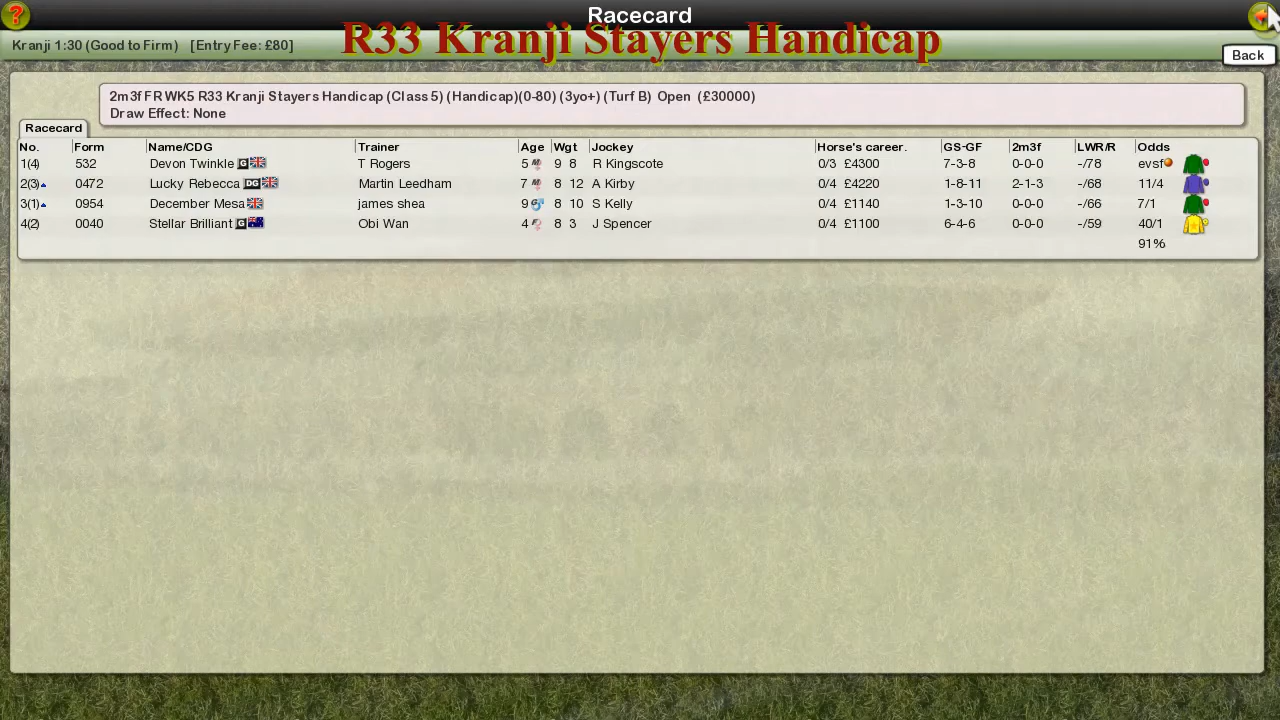 Racecard
R33 Kranji Stayers Handicap
Kranji 1:30 (Good to Firm) [Entry Fee: £80]
Back
2m3f FR WK5 R33 Kranji Stayers Handicap (Class 5) (Handicap)(0-80) (3yo+) (Turf B) Open (£30000)
Draw Effect: None
Racecard
No. Form Name/CDG Trainer Age Wgt Jockey Horse's career. GS-GF 2m3f LWR/R Odds
1(4) 532 Devon Twinkle G T Rogers 5 9 8 R Kingscote 0/3 £4300 7-3-8 0-0-0 -/78 evsf
2(3) 0472 Lucky Rebecca DG Martin Leedham 7 8 12 A Kirby 0/4 £4220 1-8-11 2-1-3 -/68 11/4
3(1) 0954 December Mesa james shea 9 8 10 S Kelly 0/4 £1140 1-3-10 0-0-0 -/66 7/1
4(2) 0040 Stellar Brilliant G Obi Wan 4 8 3 J Spencer 0/4 £1100 6-4-6 0-0-0 -/59 40/1
91%